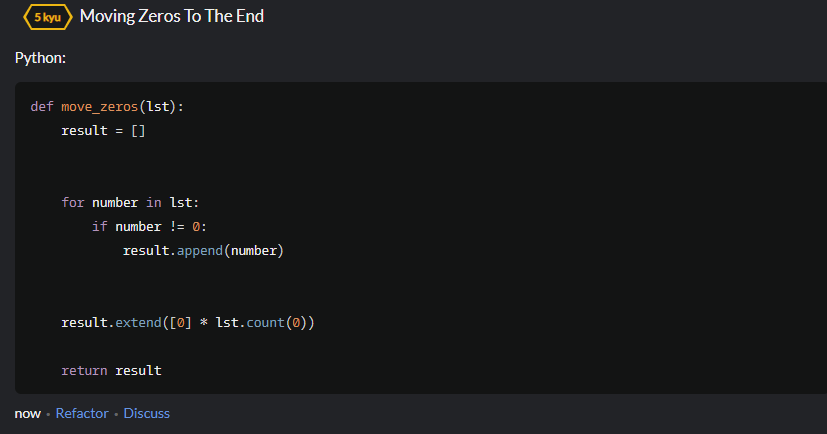 5 kyu Moving Zeros To The End
Python:
def move_zeros(lst):
    result = []
    for number in lst:
        if number != 0:
            result.append(number)
    result.extend([0] * lst.count(0))
    return result
now • Refactor • Discuss